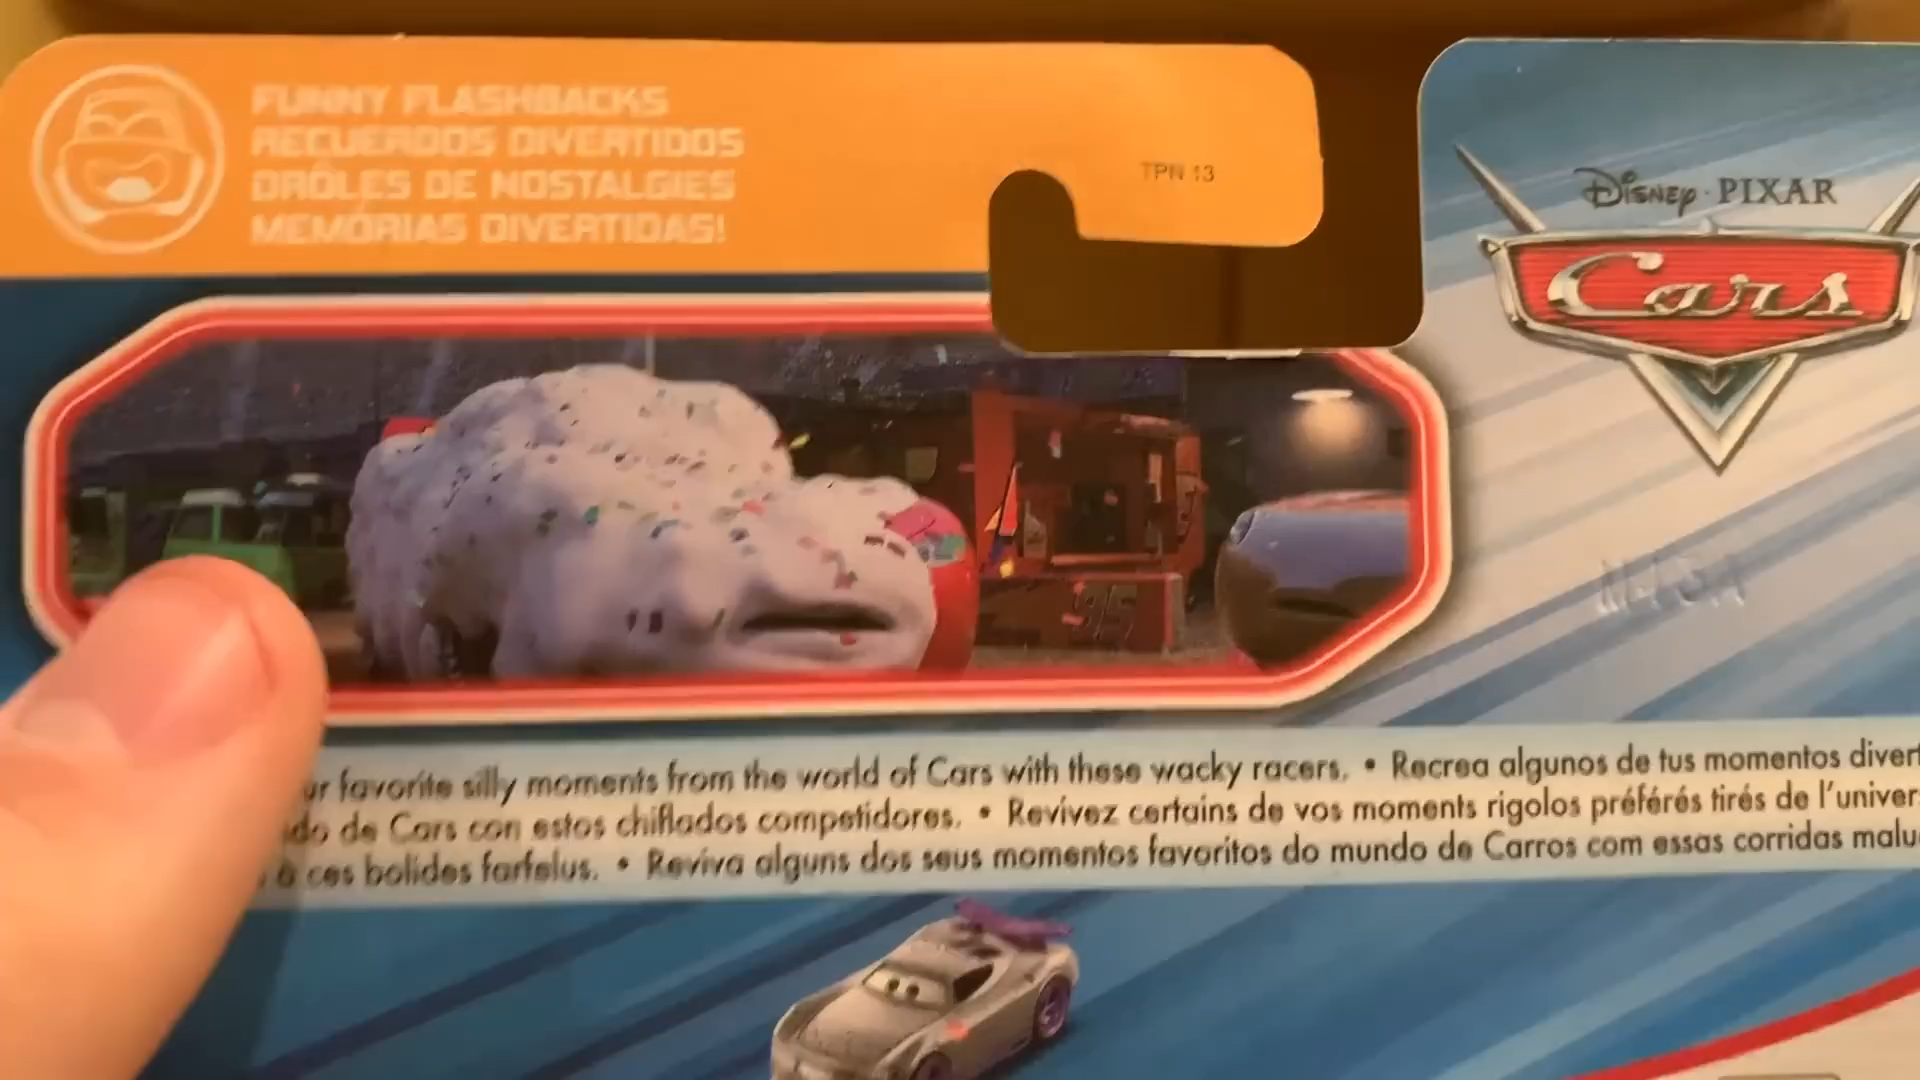 FUNNY FLASHBACKS
RECUERDOS DIVERTIDOS
DRÔLES DE NOSTALGIES
MEMÓRIAS DIVERTIDAS!
TPN 13
DISNEY · PIXAR
Cars
95
ur favorite silly moments from the world of Cars with these wacky racers. • Recrea algunos de tus momentos divert
do de Cars con estos chiflados competidores. • Revivez certains de vos moments rigolos préférés tirés de l'univer
à ces bolides farfelus. • Reviva alguns dos seus momentos favoritos do mundo de Carros com essas corridas malu